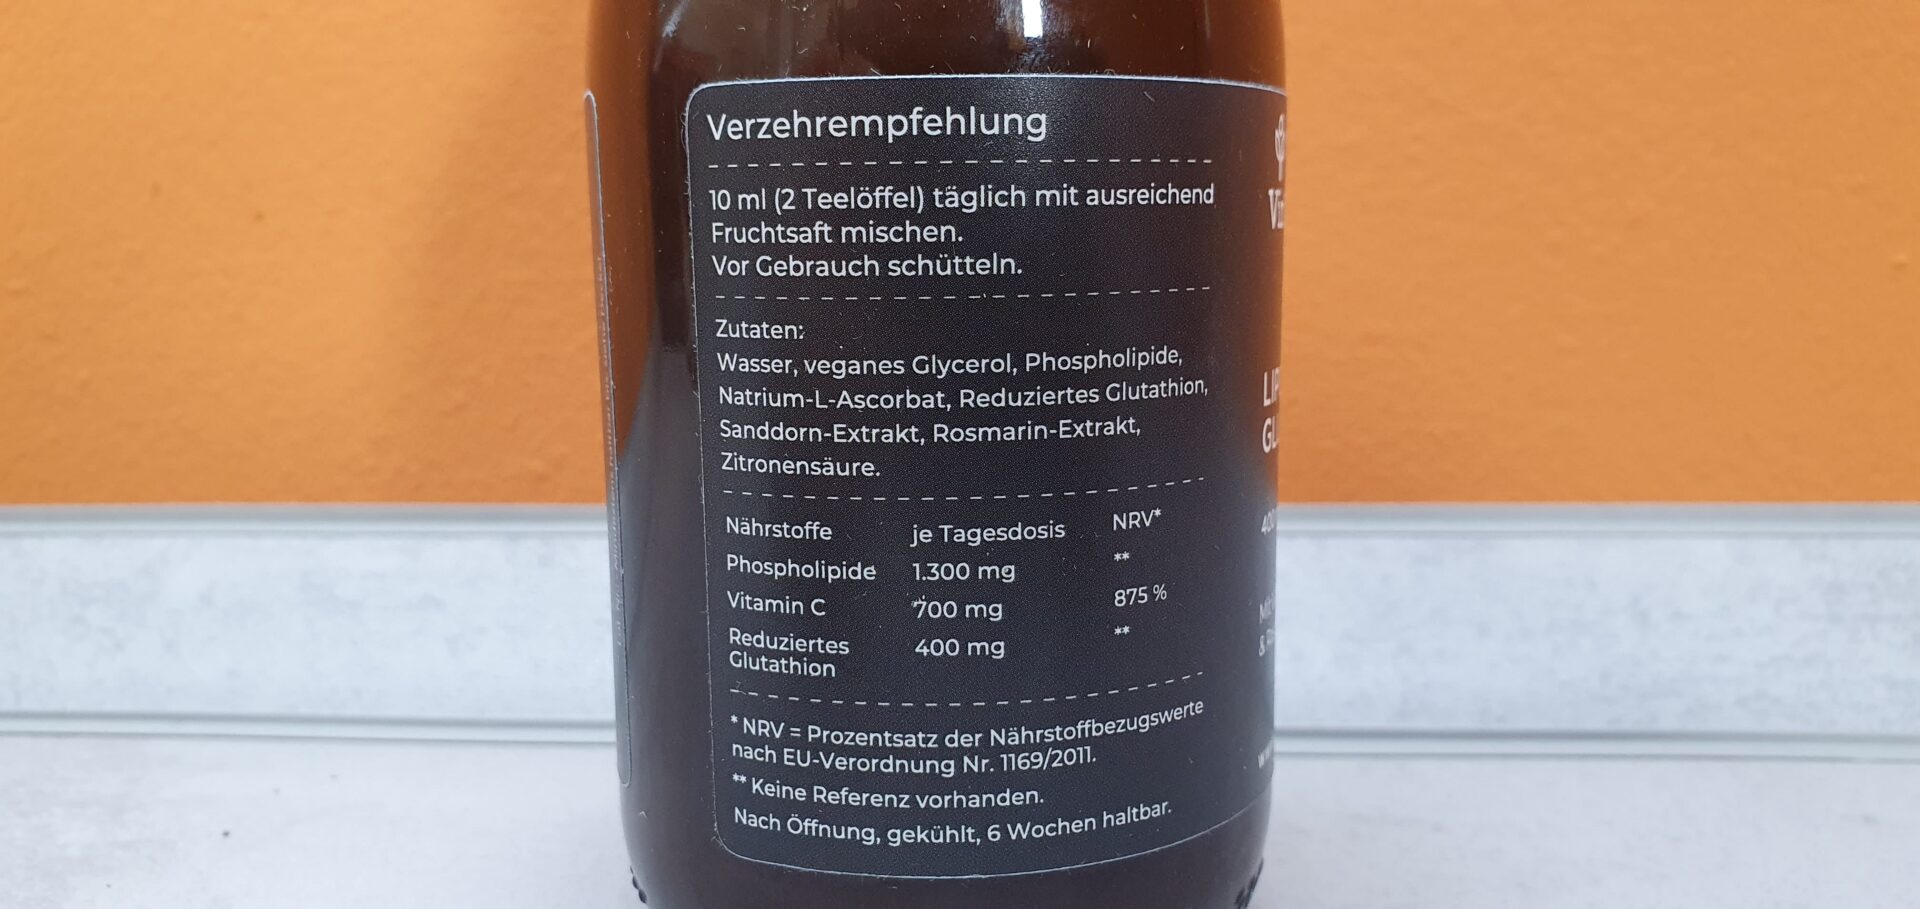 Verzehrempfehlung
10 ml (2 Teelöffel) täglich mit ausreichend
Fruchtsaft mischen.
Vor Gebrauch schütteln.
Zutaten:
Wasser, veganes Glycerol, Phospholipide,
Natrium-L-Ascorbat, Reduziertes Glutathion,
Sanddorn-Extrakt, Rosmarin-Extrakt,
Zitronensäure.
Nährstoffe je Tagesdosis NRV*
Phospholipide 1.300 mg **
Vitamin C 700 mg 875 %
Reduziertes 400 mg **
Glutathion
* NRV = Prozentsatz der Nährstoffbezugswerte
nach EU-Verordnung Nr. 1169/2011.
** Keine Referenz vorhanden.
Nach Öffnung, gekühlt, 6 Wochen haltbar.